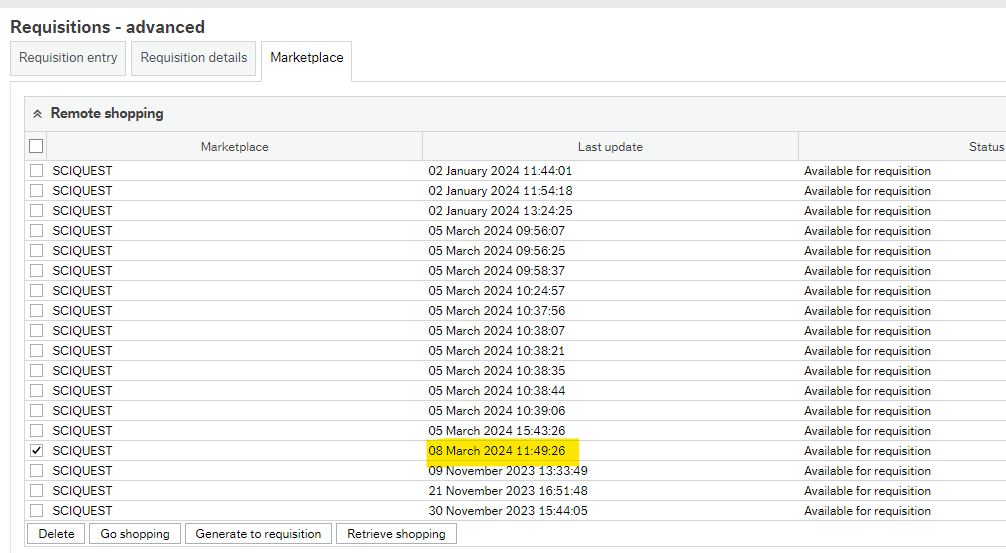 Requisitions - advanced
Requisition entry Requisition details Marketplace
Remote shopping
Marketplace Last update Status
SCIQUEST 02 January 2024 11:44:01 Available for requisition
SCIQUEST 02 January 2024 11:54:18 Available for requisition
SCIQUEST 02 January 2024 13:24:25 Available for requisition
SCIQUEST 05 March 2024 09:56:07 Available for requisition
SCIQUEST 05 March 2024 09:56:25 Available for requisition
SCIQUEST 05 March 2024 09:58:37 Available for requisition
SCIQUEST 05 March 2024 10:24:57 Available for requisition
SCIQUEST 05 March 2024 10:37:56 Available for requisition
SCIQUEST 05 March 2024 10:38:07 Available for requisition
SCIQUEST 05 March 2024 10:38:21 Available for requisition
SCIQUEST 05 March 2024 10:38:35 Available for requisition
SCIQUEST 05 March 2024 10:38:44 Available for requisition
SCIQUEST 05 March 2024 10:39:06 Available for requisition
SCIQUEST 05 March 2024 15:43:26 Available for requisition
SCIQUEST 08 March 2024 11:49:26 Available for requisition
SCIQUEST 09 November 2023 13:33:49 Available for requisition
SCIQUEST 21 November 2023 16:51:48 Available for requisition
SCIQUEST 30 November 2023 15:44:05 Available for requisition
Delete Go shopping Generate to requisition Retrieve shopping